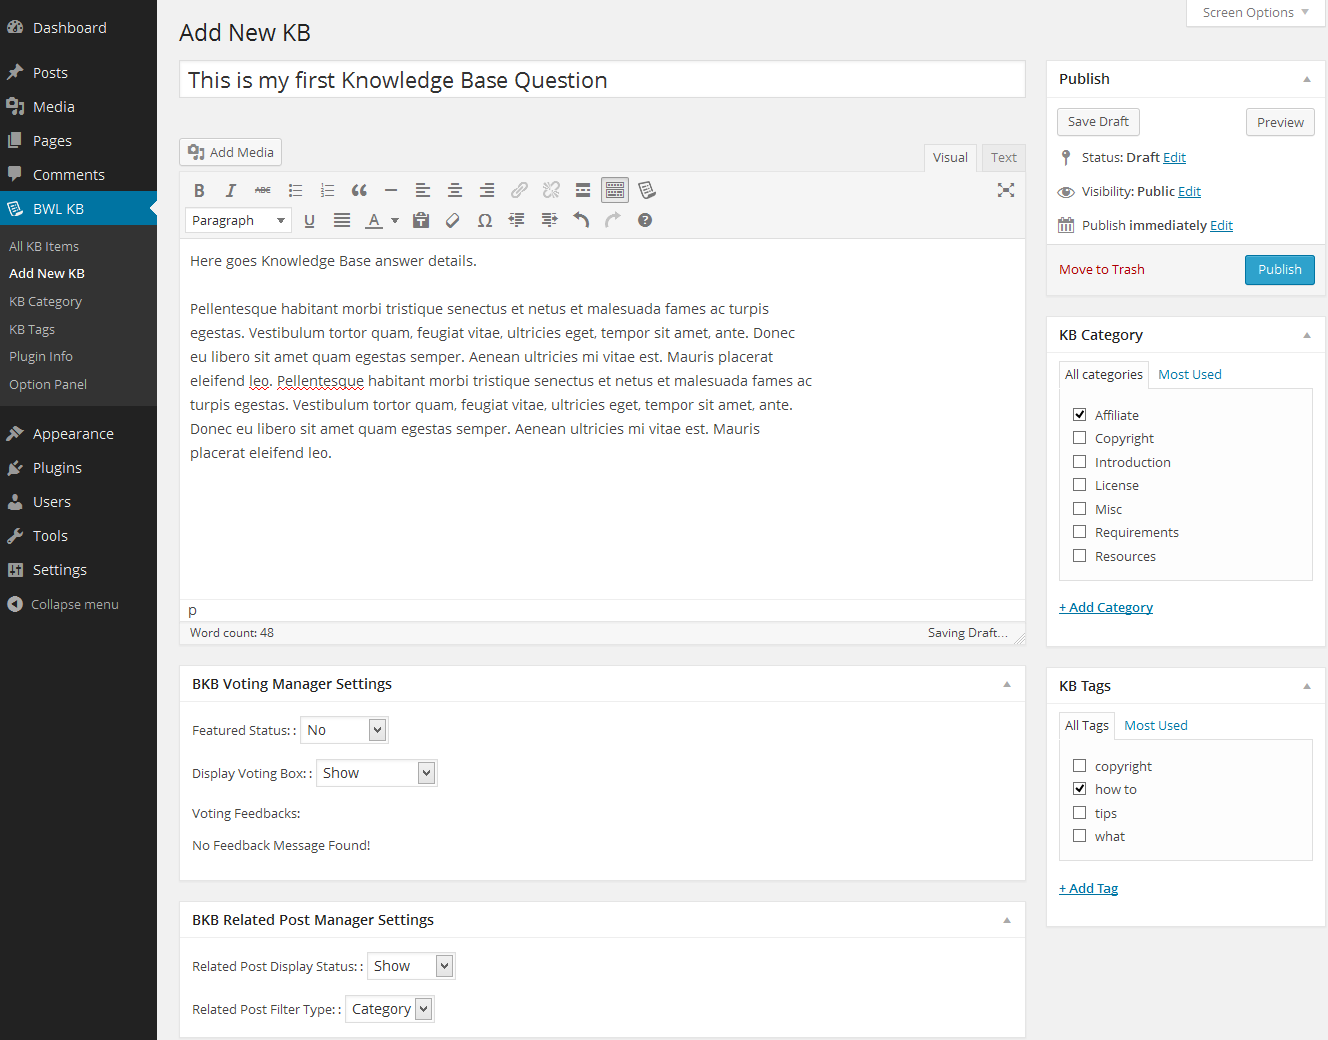 Dashboard
Posts
Media
Pages
Comments
BWL KB
All KB Items
Add New KB
KB Category
KB Tags
Plugin Info
Option Panel
Appearance
Plugins
Users
Tools
Settings
Collapse menu
Screen Options
Add New KB
This is my first Knowledge Base Question
Add Media
Visual Text
B I ABC
Paragraph U A Ω
Here goes Knowledge Base answer details.
Pellentesque habitant morbi tristique senectus et netus et malesuada fames ac turpis
egestas. Vestibulum tortor quam, feugiat vitae, ultricies eget, tempor sit amet, ante. Donec
eu libero sit amet quam egestas semper. Aenean ultricies mi vitae est. Mauris placerat
eleifend leo. Pellentesque habitant morbi tristique senectus et netus et malesuada fames ac
turpis egestas. Vestibulum tortor quam, feugiat vitae, ultricies eget, tempor sit amet, ante.
Donec eu libero sit amet quam egestas semper. Aenean ultricies mi vitae est. Mauris
placerat eleifend leo.
p
Word count: 48 Saving Draft...
BKB Voting Manager Settings
Featured Status: : No
Display Voting Box: : Show
Voting Feedbacks:
No Feedback Message Found!
BKB Related Post Manager Settings
Related Post Display Status: : Show
Related Post Filter Type: : Category
Publish
Save Draft Preview
Status: Draft Edit
Visibility: Public Edit
Publish immediately Edit
Move to Trash Publish
KB Category
All categories Most Used
Affiliate
Copyright
Introduction
License
Misc
Requirements
Resources
+ Add Category
KB Tags
All Tags Most Used
copyright
how to
tips
what
+ Add Tag